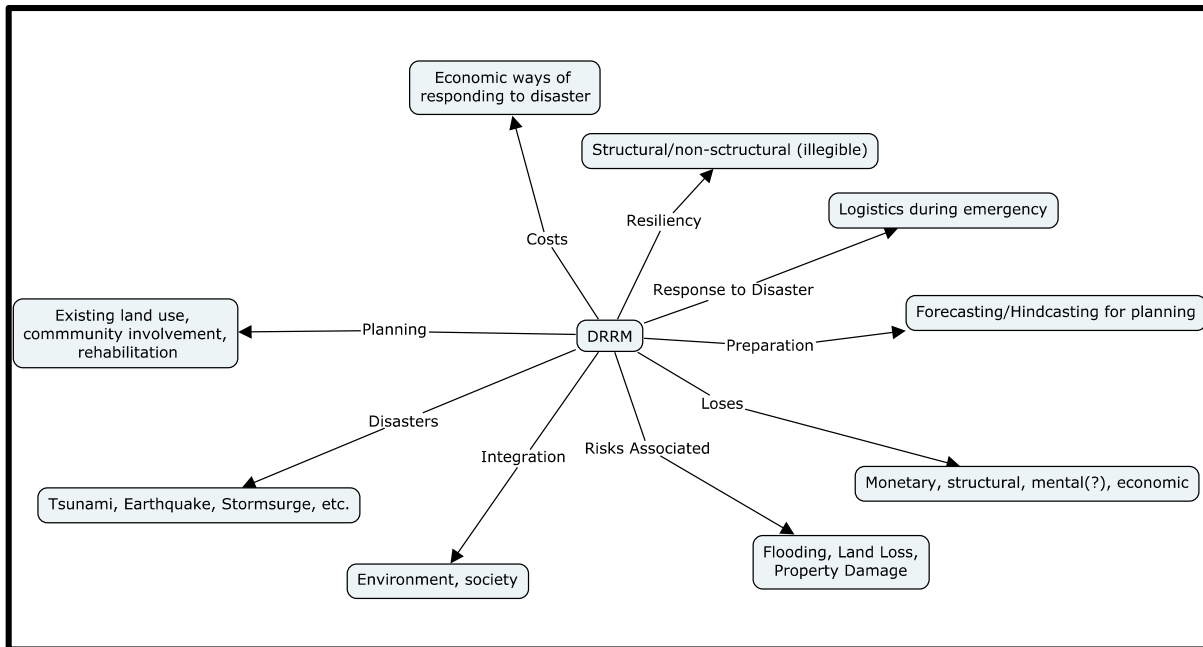 Economic ways of
responding to disaster
Structural/non-sctructural (illegible)
Logistics during emergency
Resiliency
Costs
Response to Disaster
Forecasting/Hindcasting for planning
Existing land use,
commmunity involvement,
rehabilitation
Planning
DRRM
Preparation
Loses
Disasters
Integration
Risks Associated
Monetary, structural, mental(?), economic
Tsunami, Earthquake, Stormsurge, etc.
Flooding, Land Loss,
Property Damage
Environment, society